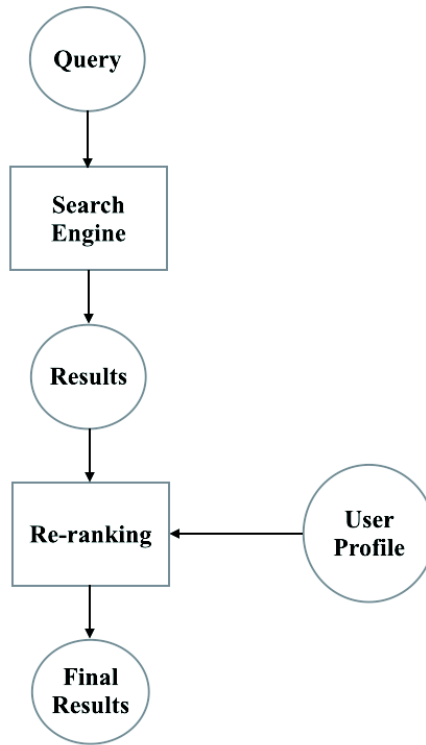 Query
Search
Engine
Results
Re-ranking
User
Profile
Final
Results